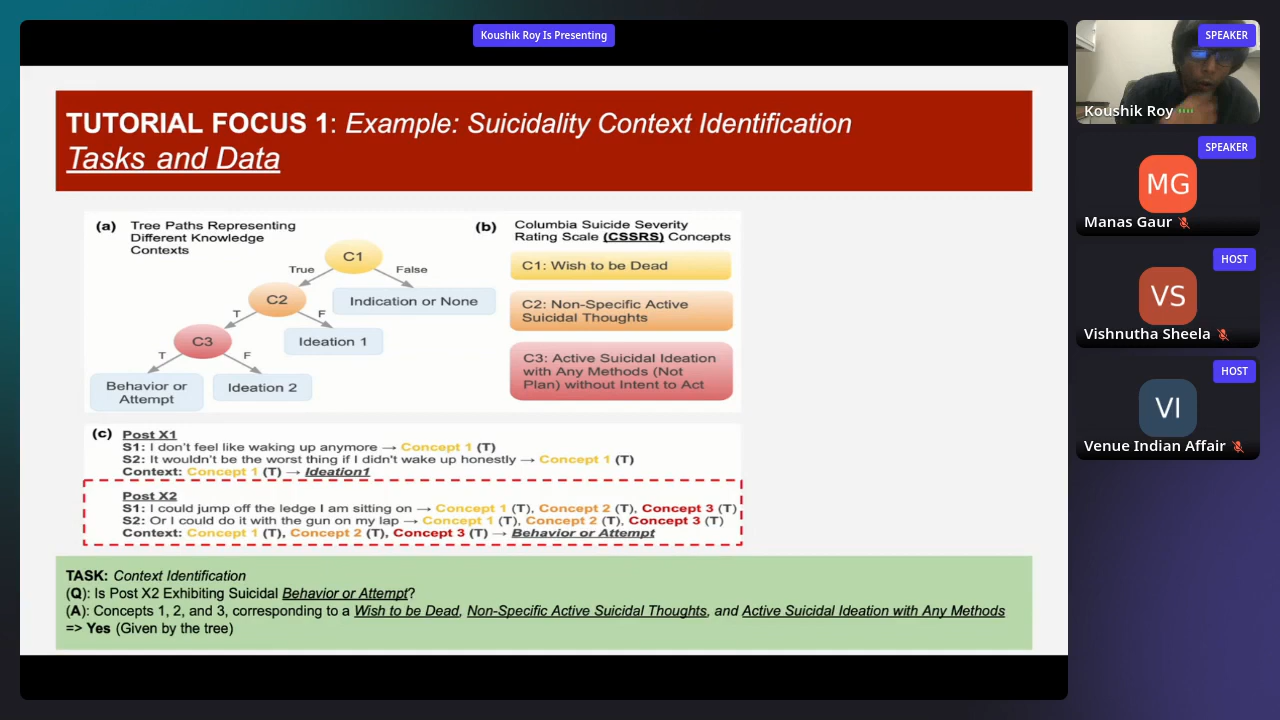 Koushik Roy Is Presenting
TUTORIAL FOCUS 1: Example: Suicidality Context Identification
Tasks and Data
(a) Tree Paths Representing
Different Knowledge
Contexts
C1
True
False
C2
Indication or None
T
F
C3
Ideation 1
T
F
Behavior or
Attempt
Ideation 2
(b) Columbia Suicide Severity
Rating Scale (CSSRS) Concepts
C1: Wish to be Dead
C2: Non-Specific Active
Suicidal Thoughts
C3: Active Suicidal Ideation
with Any Methods (Not
Plan) without Intent to Act
(c) Post X1
S1: I don't feel like waking up anymore → Concept 1 (T)
S2: It wouldn't be the worst thing if I didn't wake up honestly → Concept 1 (T)
Context: Concept 1 (T) → Ideation1
Post X2
S1: I could jump off the ledge I am sitting on → Concept 1 (T), Concept 2 (T), Concept 3 (T)
S2: Or I could do it with the gun on my lap → Concept 1 (T), Concept 2 (T), Concept 3 (T)
Context: Concept 1 (T), Concept 2 (T), Concept 3 (T) → Behavior or Attempt
TASK: Context Identification
(Q): Is Post X2 Exhibiting Suicidal Behavior or Attempt?
(A): Concepts 1, 2, and 3, corresponding to a Wish to be Dead, Non-Specific Active Suicidal Thoughts, and Active Suicidal Ideation with Any Methods
=> Yes (Given by the tree)
SPEAKER
Koushik Roy
SPEAKER
MG
Manas Gaur
HOST
VS
Vishnutha Sheela
HOST
VI
Venue Indian Affair